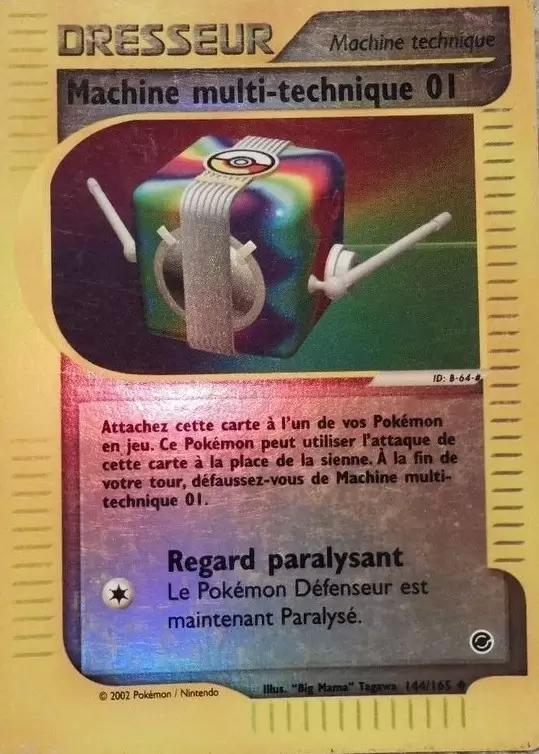 DRESSEUR
Machine technique
Machine multi-technique 01
ID: B-64-#
Attachez cette carte à l'un de vos Pokémon
en jeu. Ce Pokémon peut utiliser l'attaque de
cette carte à la place de la sienne. À la fin de
votre tour, défaussez-vous de Machine multi-
technique 01.
Regard paralysant
Le Pokémon Défenseur est
maintenant Paralysé.
Illus. "Big Mama" Tagawa 144/165 ◆
© 2002 Pokémon / Nintendo